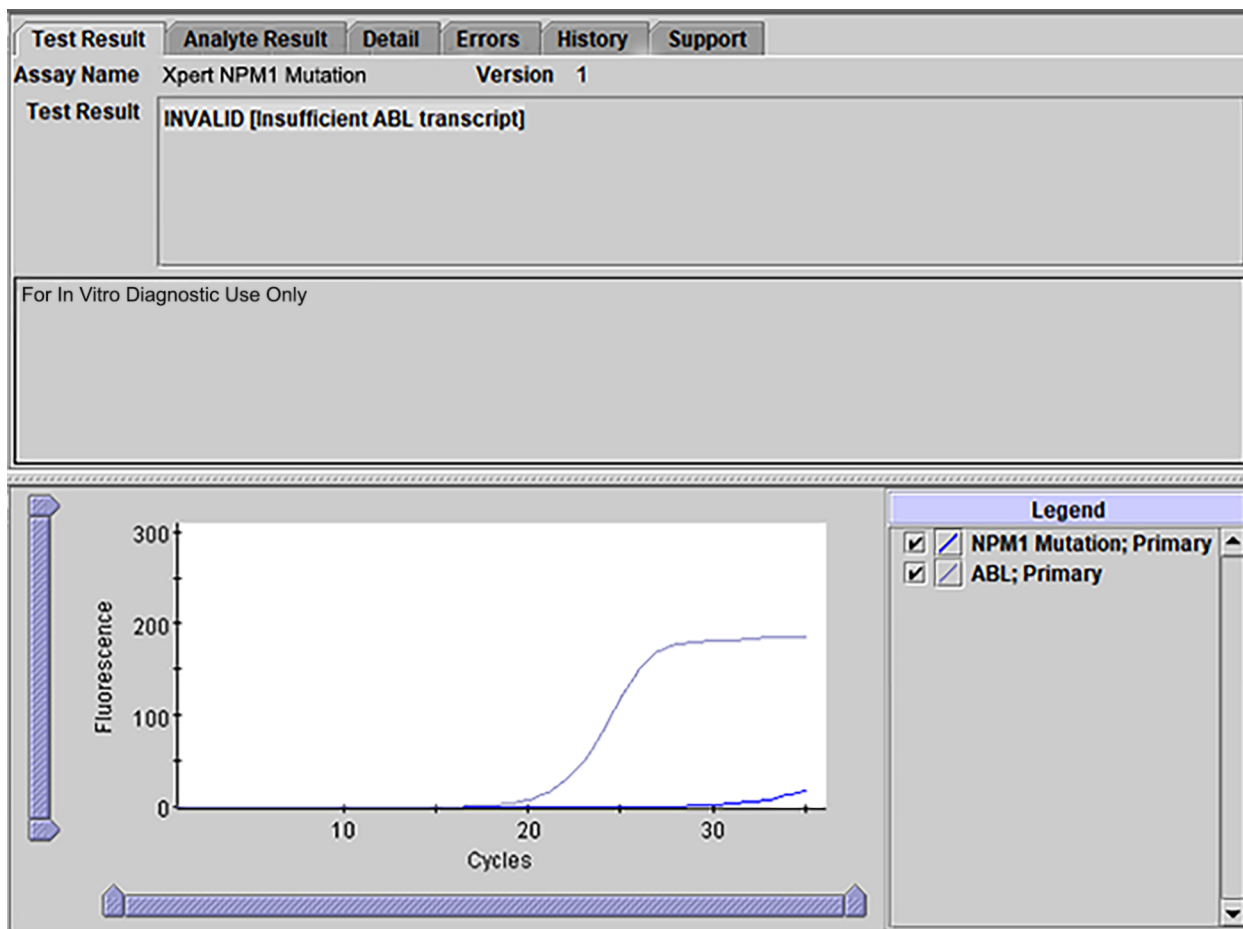 Test Result Analyte Result Detail Errors History Support
Assay Name Xpert NPM1 Mutation Version 1
Test Result INVALID [Insufficient ABL transcript]
For In Vitro Diagnostic Use Only
300
200
100
0
Fluorescence
10 20 30
Cycles
Legend
NPM1 Mutation; Primary
ABL; Primary